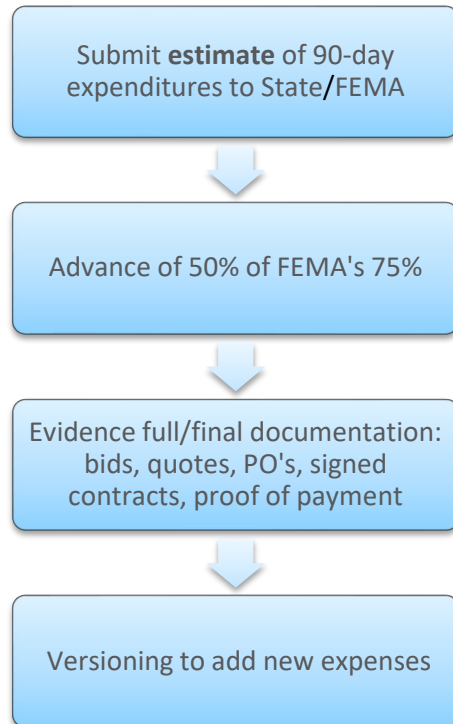 Submit estimate of 90-day
expenditures to State/FEMA
Advance of 50% of FEMA's 75%
Evidence full/final documentation:
bids, quotes, PO's, signed
contracts, proof of payment
Versioning to add new expenses